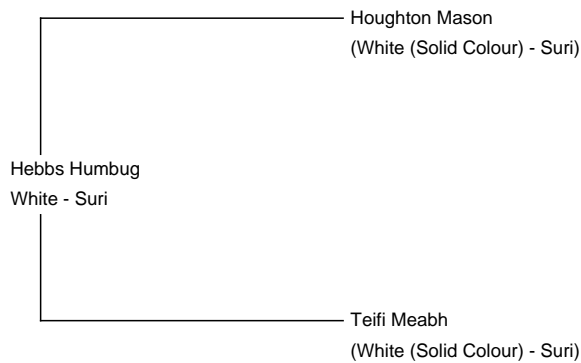 Houghton Mason
(White (Solid Colour) - Suri)
Hebbs Humbug
White - Suri
Teifi Meabh
(White (Solid Colour) - Suri)